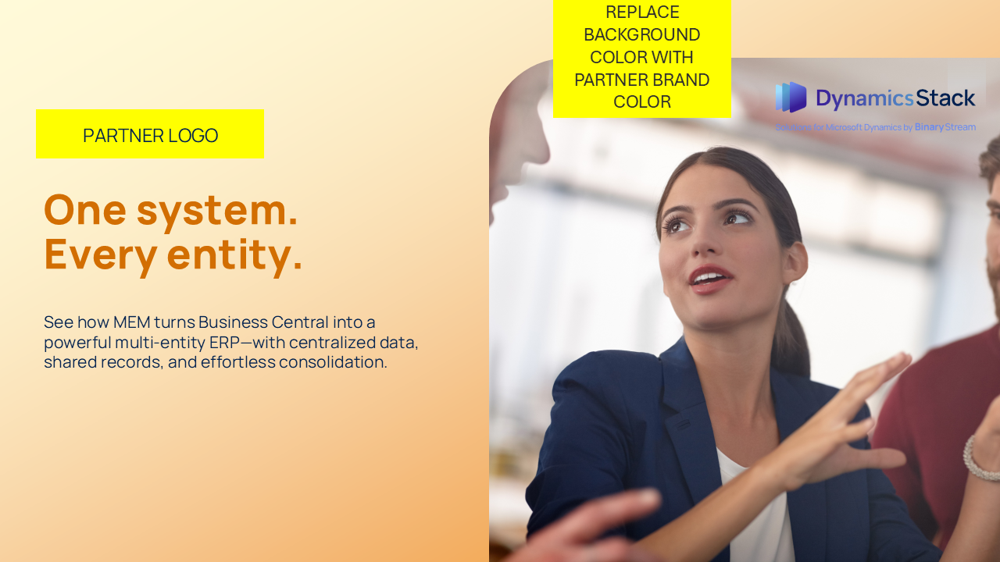 REPLACE
BACKGROUND
COLOR WITH
PARTNER BRAND
COLOR
DynamicsStack
Solutions for Microsoft Dynamics by BinaryStream
PARTNER LOGO
One system.
Every entity.
See how MEM turns Business Central into a
powerful multi-entity ERP—with centralized data,
shared records, and effortless consolidation.